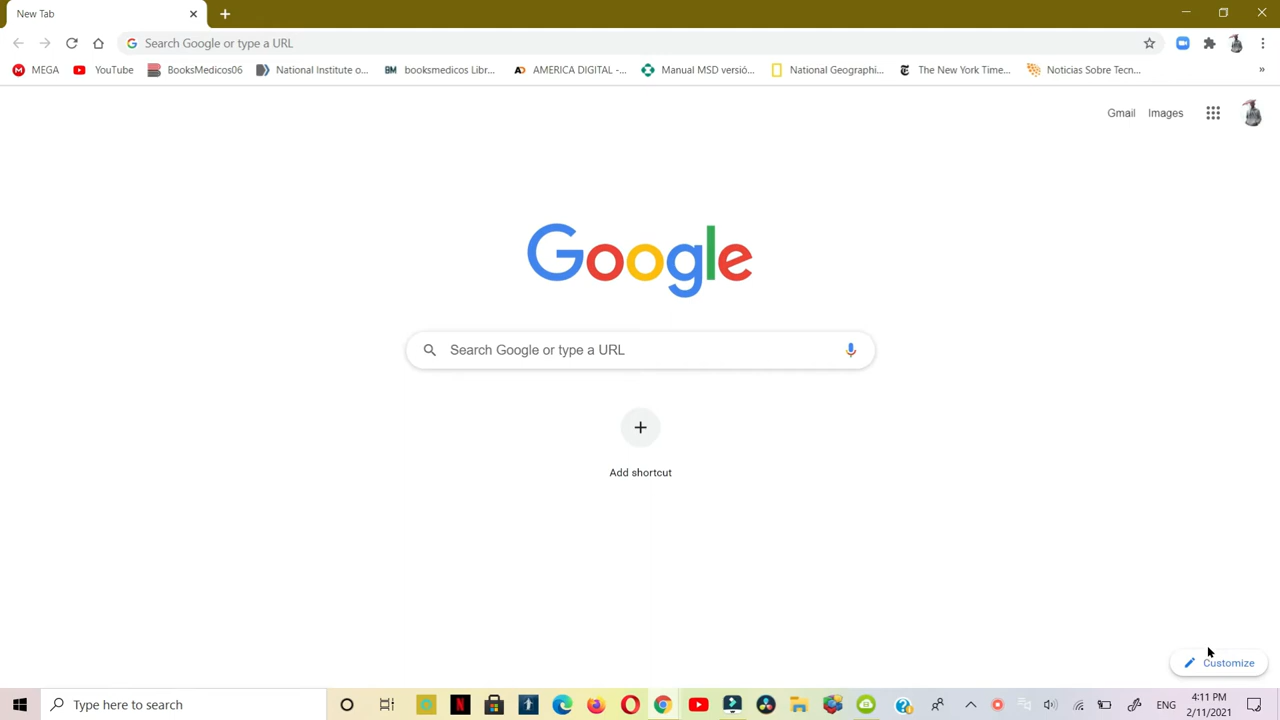 New Tab
Search Google or type a URL
MEGA YouTube BooksMedicos06 National Institute o... BM booksmedicos Libr... AD AMERICA DIGITAL -... Manual MSD versió... National Geographi... The New York Time... Noticias Sobre Tecn... »
Gmail Images
Google
Search Google or type a URL
Add shortcut
Customize
Type here to search
ENG
4:11 PM
2/11/2021